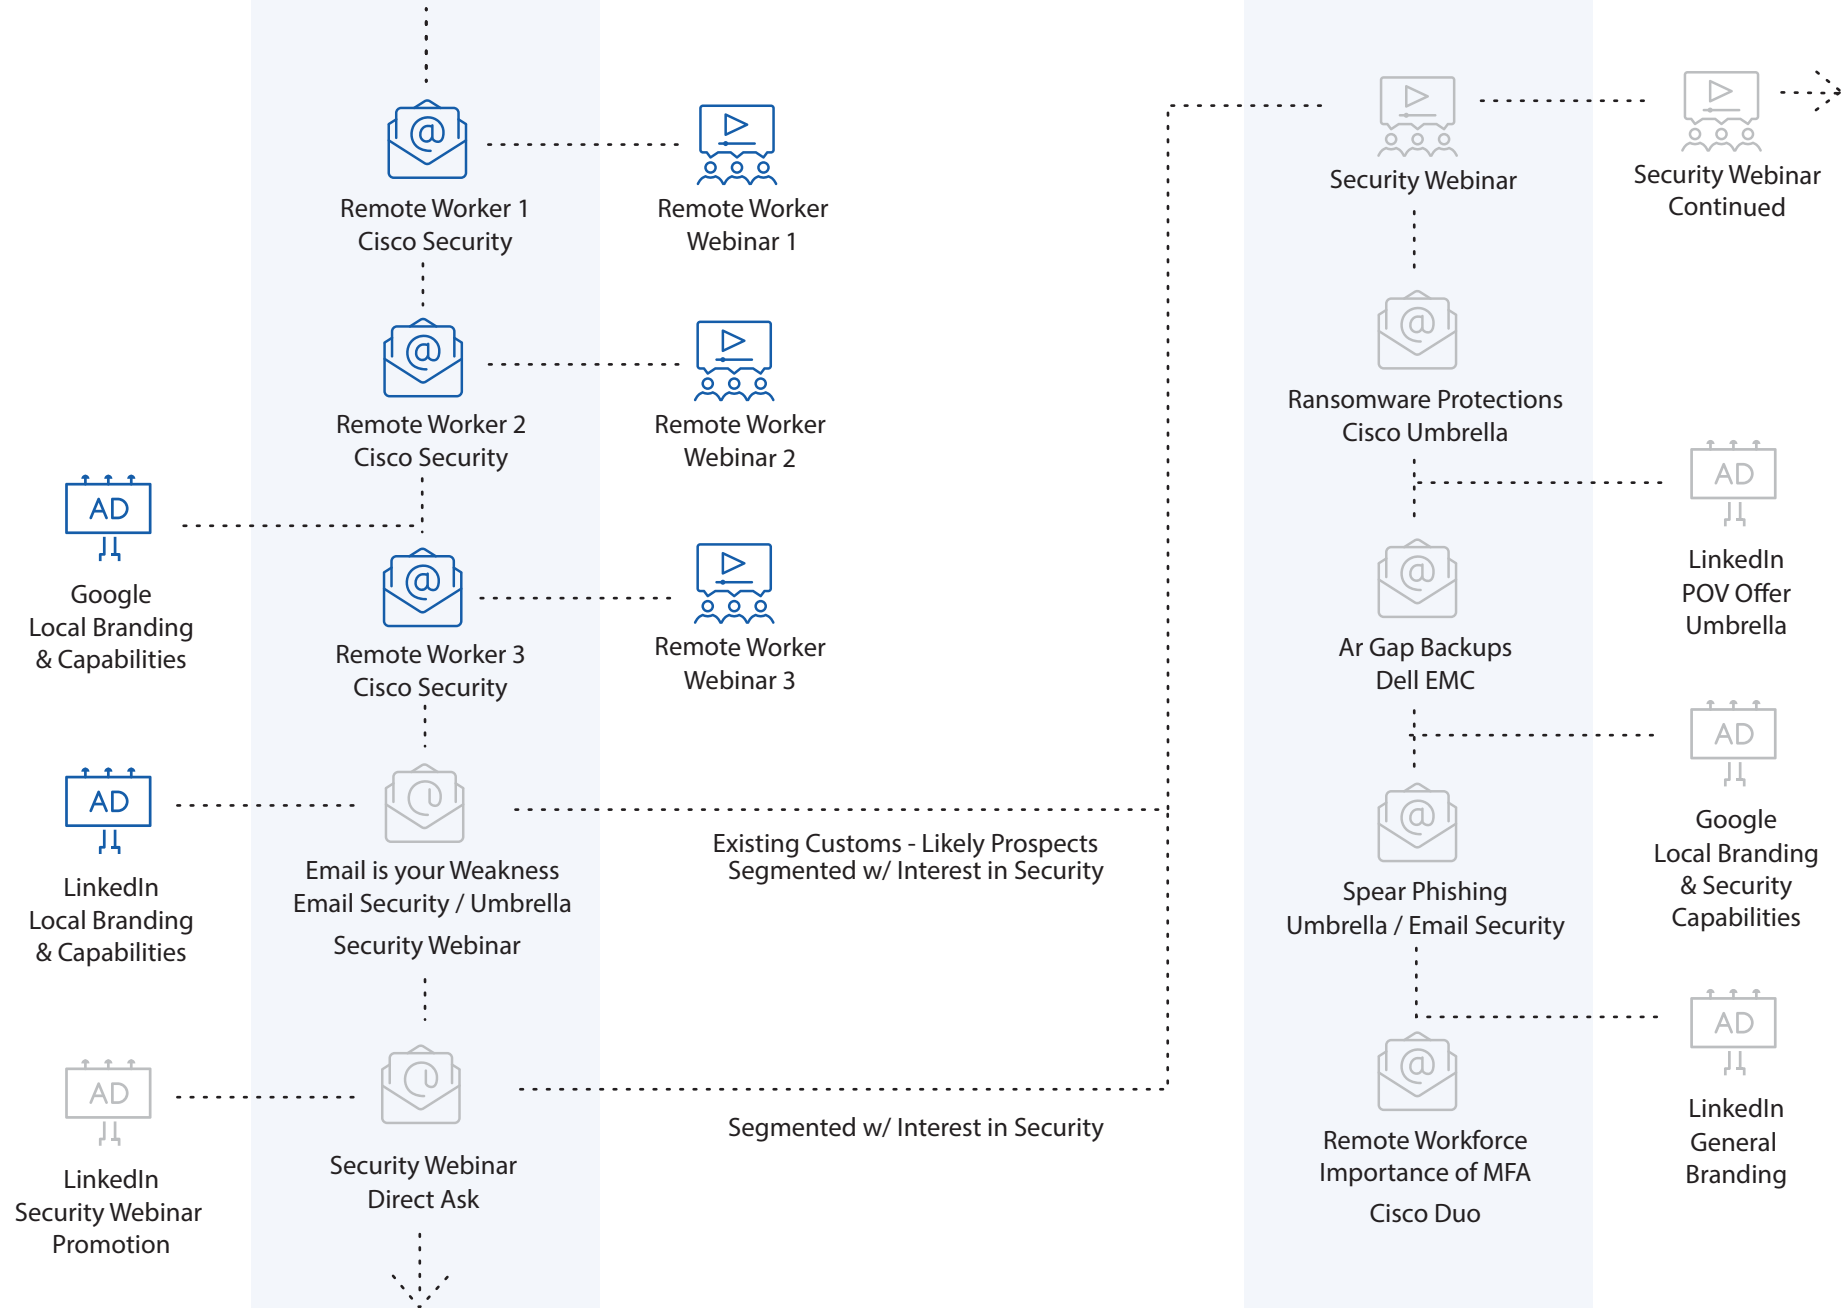 Remote Worker 1
Cisco Security
Remote Worker
Webinar 1
Remote Worker 2
Cisco Security
Remote Worker
Webinar 2
AD
Google
Local Branding
& Capabilities
Remote Worker 3
Cisco Security
Remote Worker
Webinar 3
AD
LinkedIn
Local Branding
& Capabilities
Email is your Weakness
Email Security / Umbrella
Security Webinar
Existing Customs - Likely Prospects
Segmented w/ Interest in Security
AD
LinkedIn
Security Webinar
Promotion
Security Webinar
Direct Ask
Segmented w/ Interest in Security
Security Webinar
Security Webinar
Continued
Ransomware Protections
Cisco Umbrella
AD
LinkedIn
POV Offer
Umbrella
Ar Gap Backups
Dell EMC
AD
Google
Local Branding
& Security
Capabilities
Spear Phishing
Umbrella / Email Security
AD
LinkedIn
General
Branding
Remote Workforce
Importance of MFA
Cisco Duo